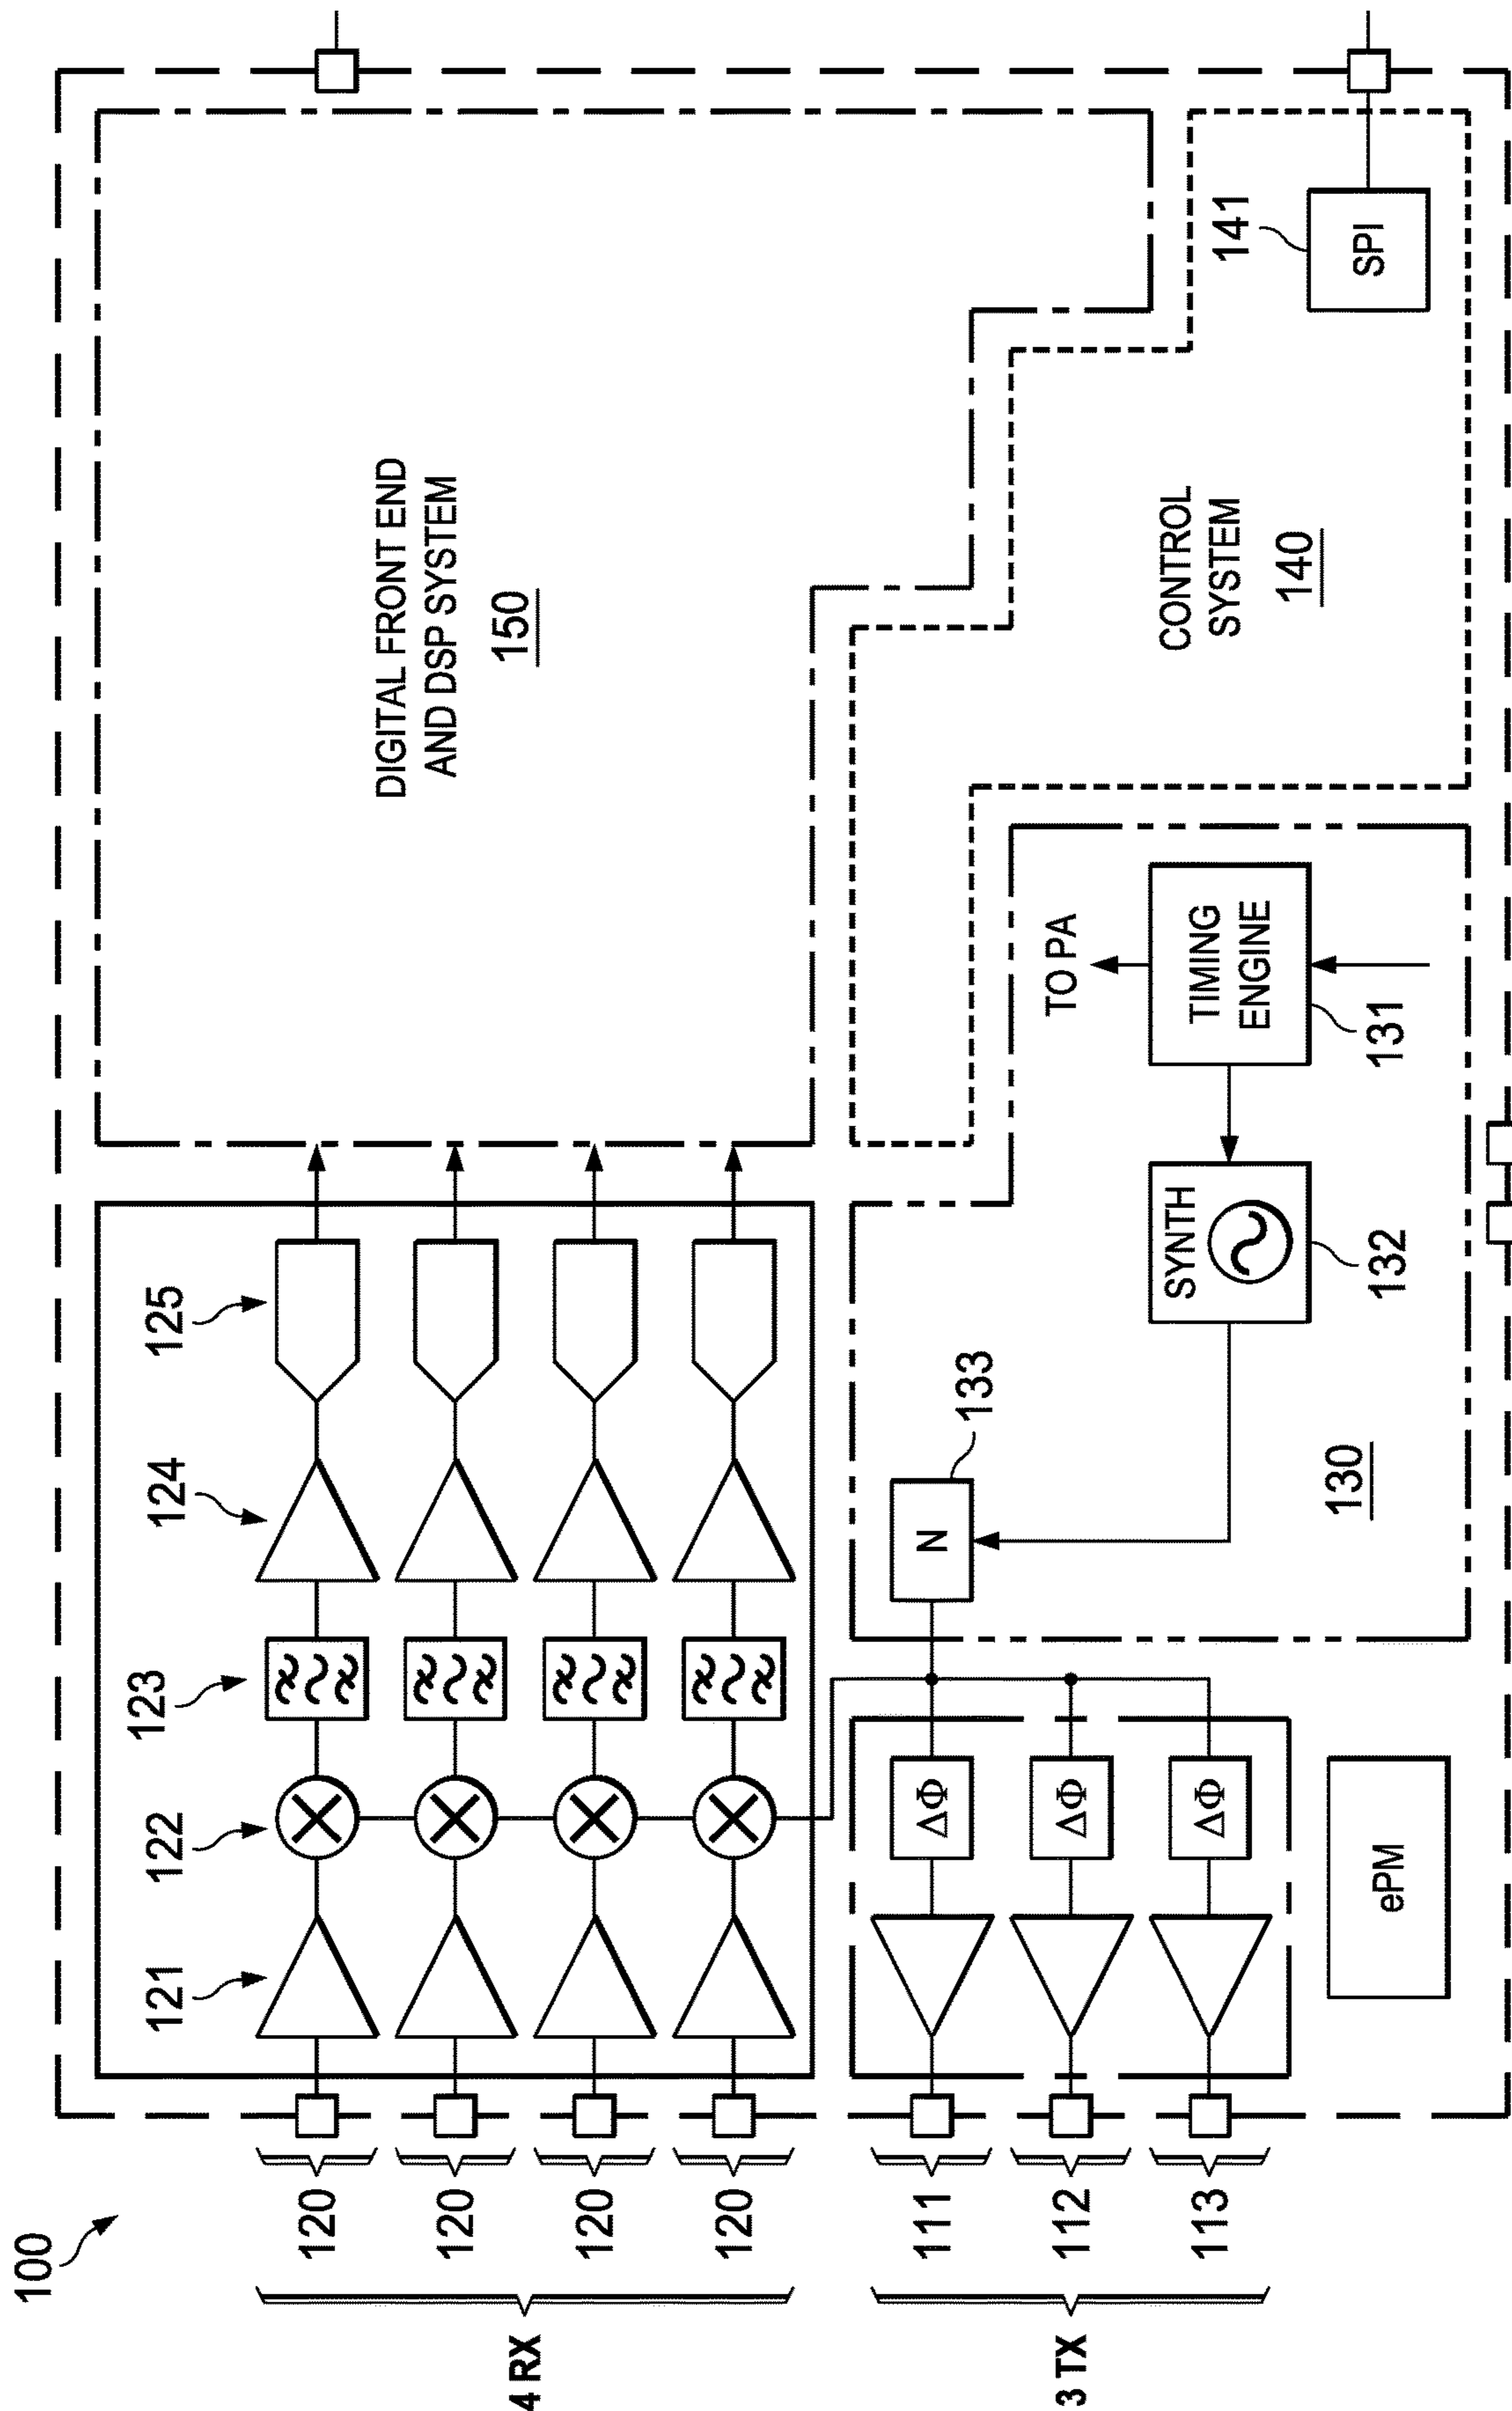 100
4 RX
120
120
120
120
121
122
123
124
125
DIGITAL FRONT END
AND DSP SYSTEM
150
3 TX
111
112
113
ΔΦ
ΔΦ
ΔΦ
ePM
N
133
130
SYNTH
132
TO PA
TIMING
ENGINE
131
CONTROL
SYSTEM
140
141
SPI